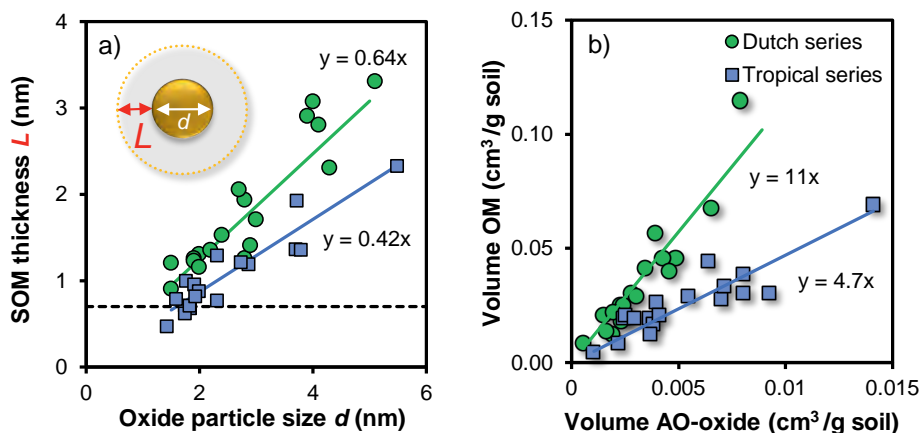 a)
y = 0.64x
L
d
y = 0.42x
SOM thickness L (nm)
4
3
2
1
0
0 2 4 6
Oxide particle size d (nm)
b)
Dutch series
Tropical series
y = 11x
y = 4.7x
Volume OM (cm³/g soil)
0.15
0.10
0.05
0.00
0 0.005 0.01 0.015
Volume AO-oxide (cm³/g soil)